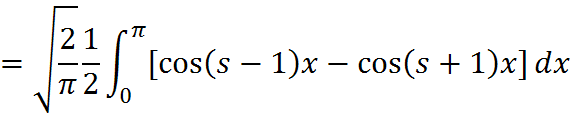 = √(2/π) 1/2 ∫₀^π [cos(s − 1)x − cos(s + 1)x] dx